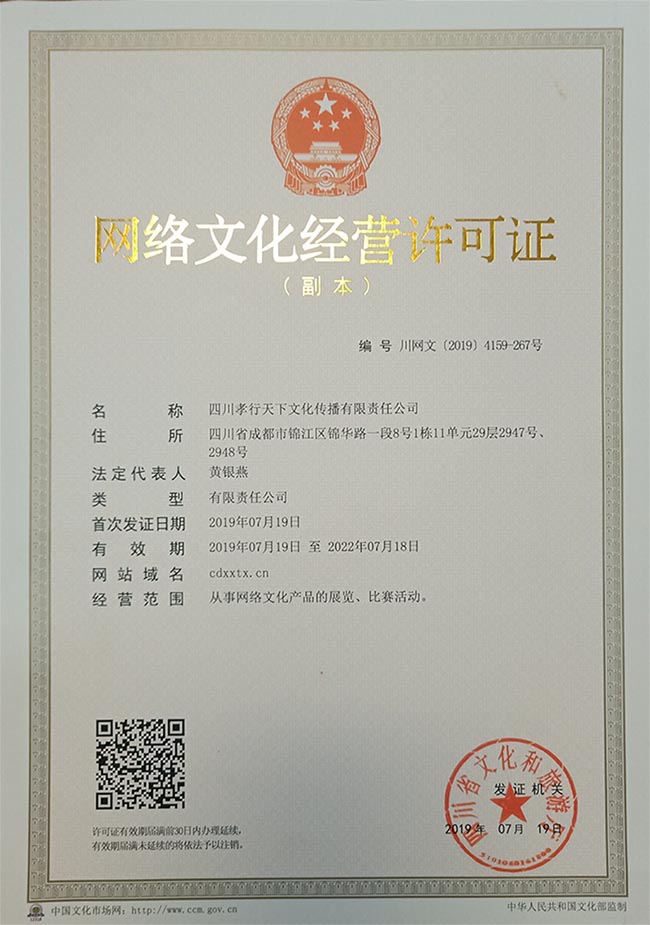 网络文化经营许可证
（副本）
编 号 川网文〔2019〕4159-267号
名 称 四川孝行天下文化传播有限责任公司
住 所 四川省成都市锦江区锦华路一段8号1栋11单元29层2947号、
2948号
法定代表人 黄银燕
类 型 有限责任公司
首次发证日期 2019年07月19日
有 效 期 2019年07月19日 至 2022年07月18日
网 站 域 名 cdxxtx.cn
经 营 范 围 从事网络文化产品的展览、比赛活动。
四川省文化和旅游厅
发 证 机 关
2019 年 07 月 19 日
许可证有效期届满前30日内办理延续，
有效期届满未延续的将依法予以注销。
中国文化市场网：http://www.ccm.gov.cn
中华人民共和国文化部监制